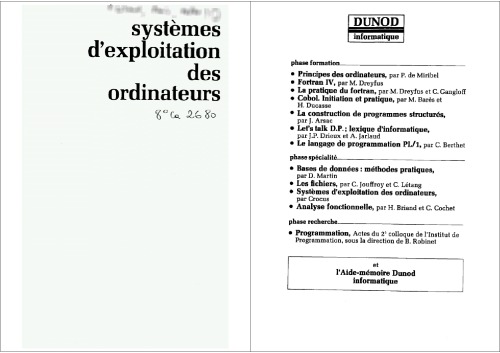 systèmes
d'exploitation
des
ordinateurs
8° Ca 2680
DUNOD
informatique
phase formation
• Principes des ordinateurs, par P. de Miribel
• Fortran IV, par M. Dreyfus
• La pratique du fortran, par M. Dreyfus et C. Gangloff
• Cobol. Initiation et pratique, par M. Barès et
H. Ducasse
• La construction de programmes structurés,
par J. Arsac
• Let's talk D.P. ; lexique d'informatique,
par J.P. Drieux et A. Jarlaud
• Le langage de programmation PL/1, par C. Berthet
phase spécialité
• Bases de données : méthodes pratiques,
par D. Martin
• Les fichiers, par C. Jouffroy et C. Létang
• Systèmes d'exploitation des ordinateurs,
par Crocus
• Analyse fonctionnelle, par H. Briand et C. Cochet
phase recherche
• Programmation, Actes du 2e colloque de l'Institut de
Programmation, sous la direction de B. Robinet
et
l'Aide-mémoire Dunod
informatique